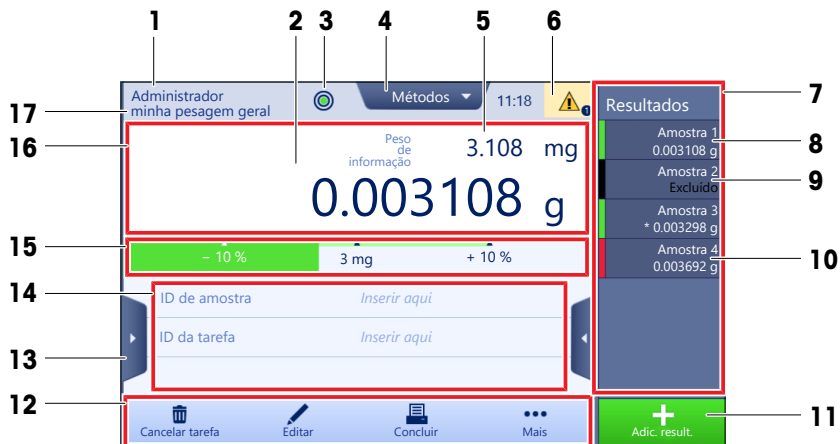 1
2
3
4
5
6
Administrador
minha pesagem geral
Métodos
11:18
1
17
16
Peso
de
informação
3.108 mg
0.003108 g
Resultados
7
Amostra 1
0.003108 g
8
Amostra 2
Excluído
9
Amostra 3
* 0.003298 g
Amostra 4
0.003692 g
10
15
– 10 %
3 mg
+ 10 %
14
ID de amostra
Inserir aqui
ID da tarefa
Inserir aqui
13
12
Cancelar tarefa
Editar
Concluir
Mais
Adic. result.
11